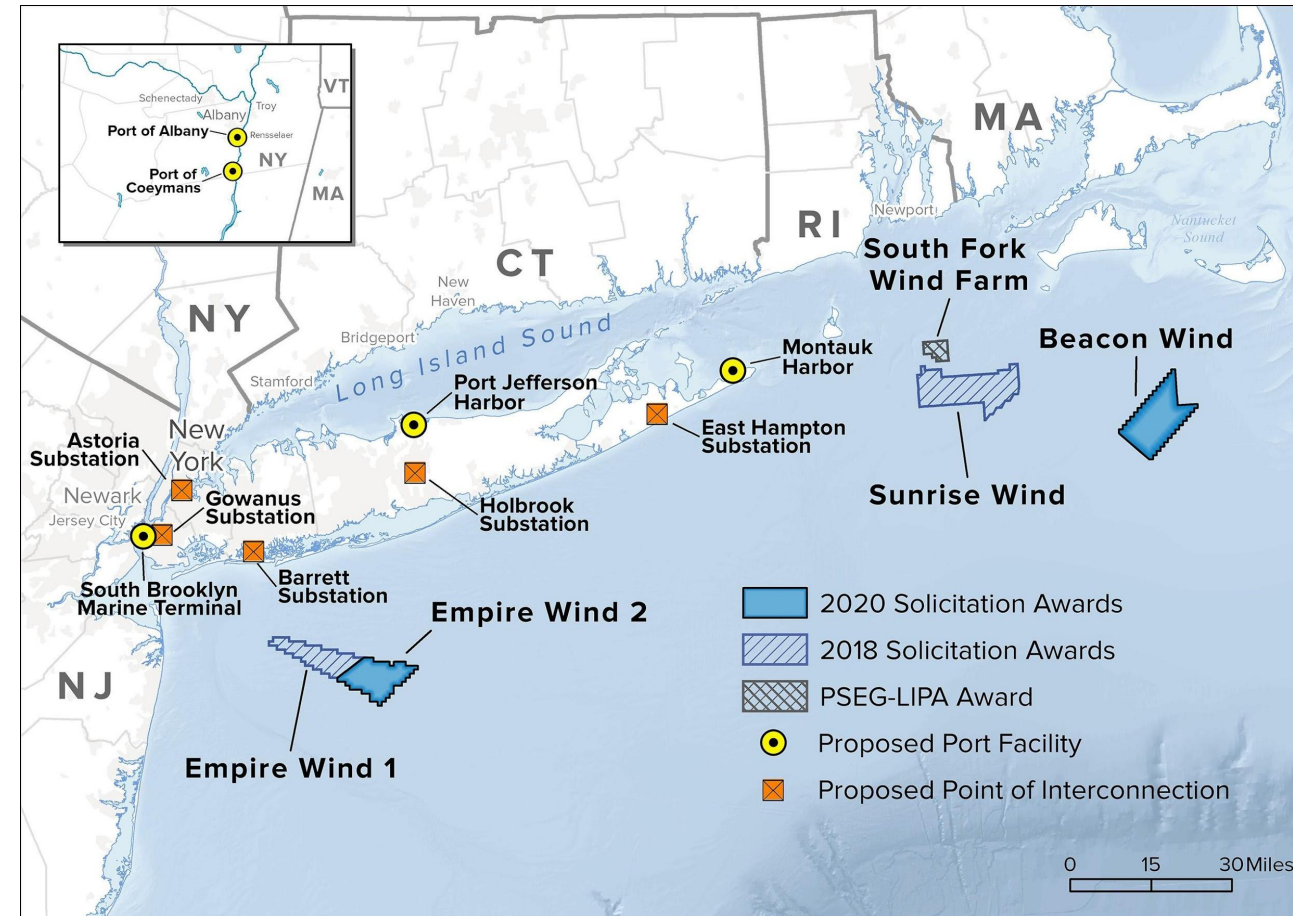 VT
Schenectady
Troy
Albany
Port of Albany
Rensselaer
NY
Port of
Coeymans
MA
MA
RI
Newport
Nantucket
Sound
South Fork
Wind Farm
CT
New
Haven
NY
Bridgeport
Long Island Sound
Beacon Wind
Montauk
Harbor
Stamford
Port Jefferson
Harbor
New
York
East Hampton
Substation
Astoria
Substation
Newark
Gowanus
Substation
Jersey City
Holbrook
Substation
Sunrise Wind
South Brooklyn
Marine Terminal
Barrett
Substation
Empire Wind 2
NJ
Empire Wind 1
2020 Solicitation Awards
2018 Solicitation Awards
PSEG-LIPA Award
Proposed Port Facility
Proposed Point of Interconnection
0 15 30 Miles